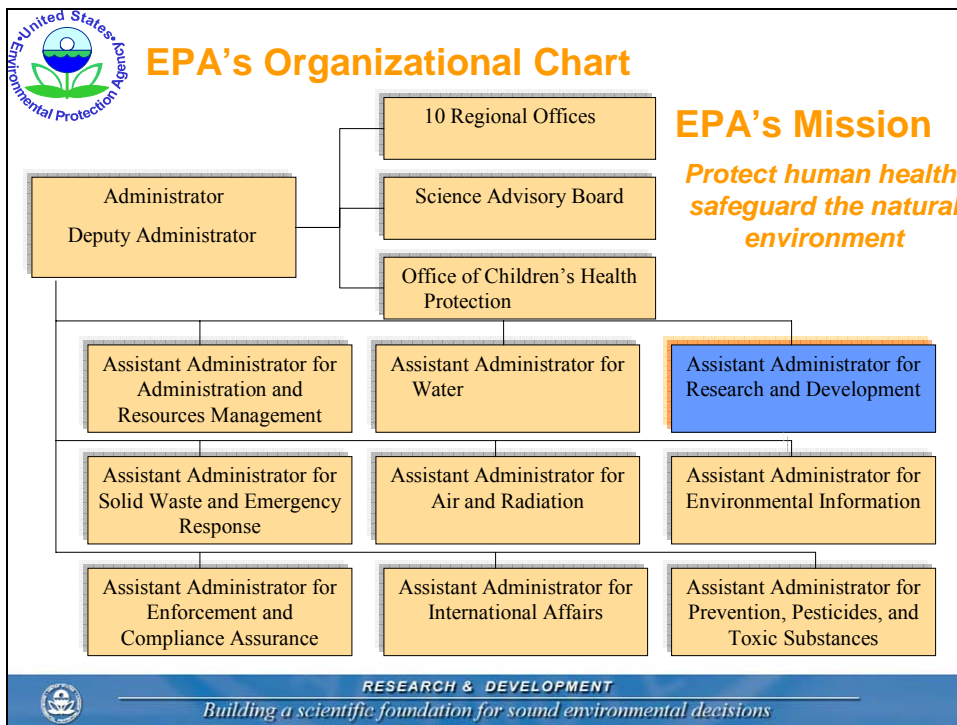 United States
Environmental Protection Agency
EPA's Organizational Chart
10 Regional Offices
EPA's Mission
Protect human health
safeguard the natural
environment
Administrator
Deputy Administrator
Science Advisory Board
Office of Children's Health
Protection
Assistant Administrator for
Administration and
Resources Management
Assistant Administrator for
Water
Assistant Administrator for
Research and Development
Assistant Administrator for
Solid Waste and Emergency
Response
Assistant Administrator for
Air and Radiation
Assistant Administrator for
Environmental Information
Assistant Administrator for
Enforcement and
Compliance Assurance
Assistant Administrator for
International Affairs
Assistant Administrator for
Prevention, Pesticides, and
Toxic Substances
RESEARCH & DEVELOPMENT
Building a scientific foundation for sound environmental decisions